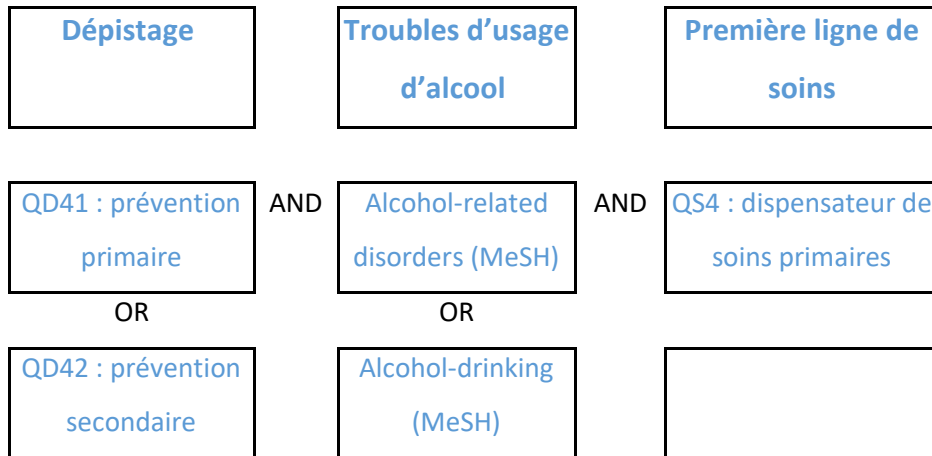 Dépistage
Troubles d’usage
d’alcool
Première ligne de
soins
QD41 : prévention
primaire
AND
Alcohol-related
disorders (MeSH)
AND
QS4 : dispensateur de
soins primaires
OR
OR
QD42 : prévention
secondaire
Alcohol-drinking
(MeSH)